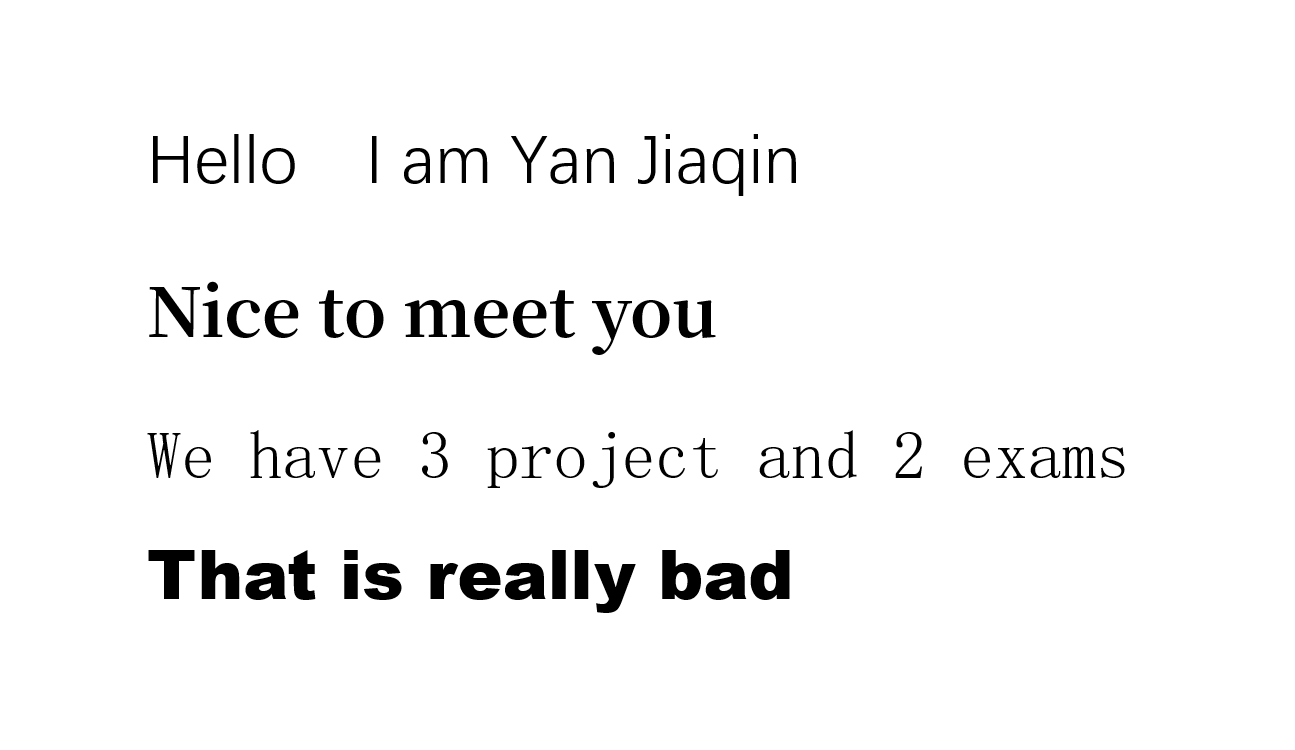 Hello   I am Yan Jiaqin
Nice to meet you
We have 3 project and 2 exams
That is really bad